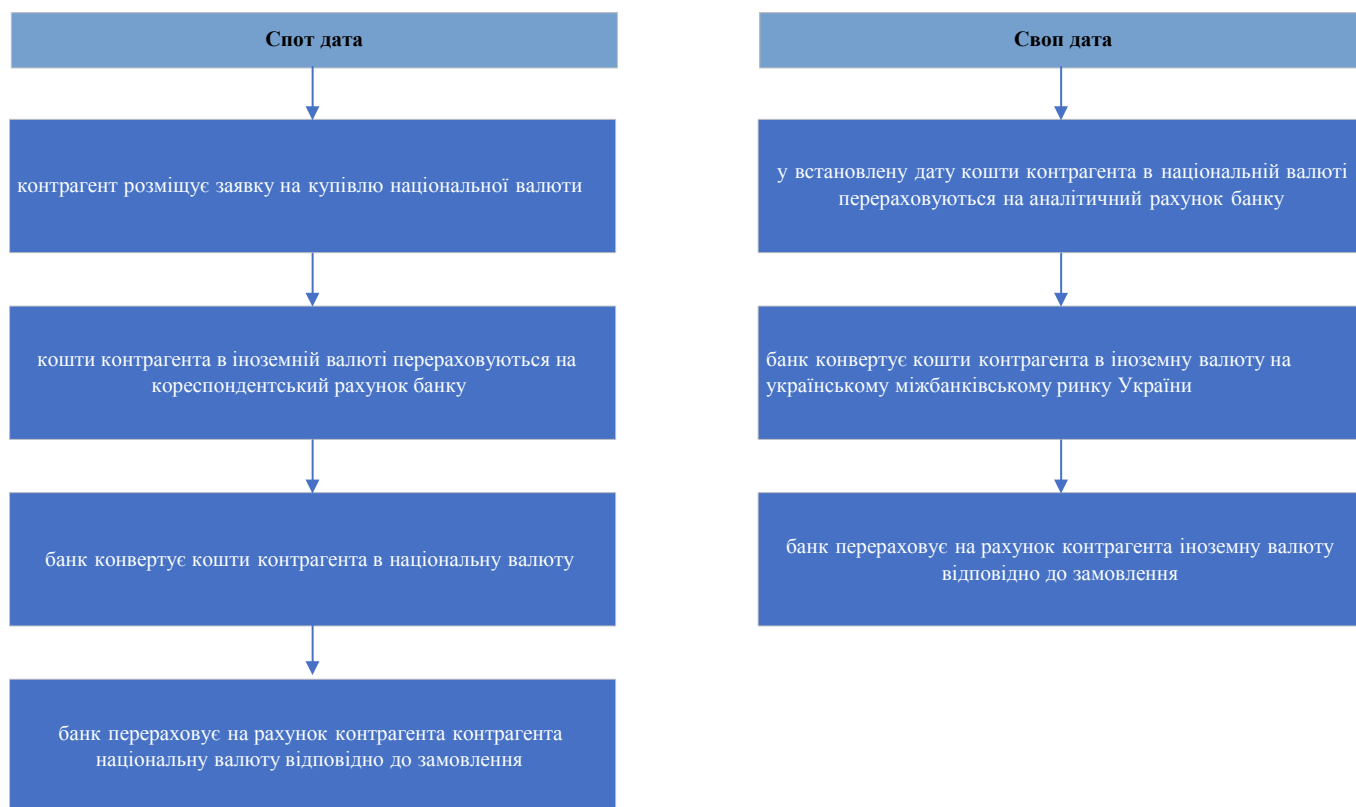 Спот дата
контрагент розміщує заявку на купівлю національної валюти
кошти контрагента в іноземній валюті перераховуються на
кореспондентський рахунок банку
банк конвертує кошти контрагента в національну валюту
банк перераховує на рахунок контрагента контрагента
національну валюту відповідно до замовлення
Своп дата
у встановлену дату кошти контрагента в національній валюті
перераховуються на аналітичний рахунок банку
банк конвертує кошти контрагента в іноземну валюту на
українському міжбанківському ринку України
банк перераховує на рахунок контрагента іноземну валюту
відповідно до замовлення